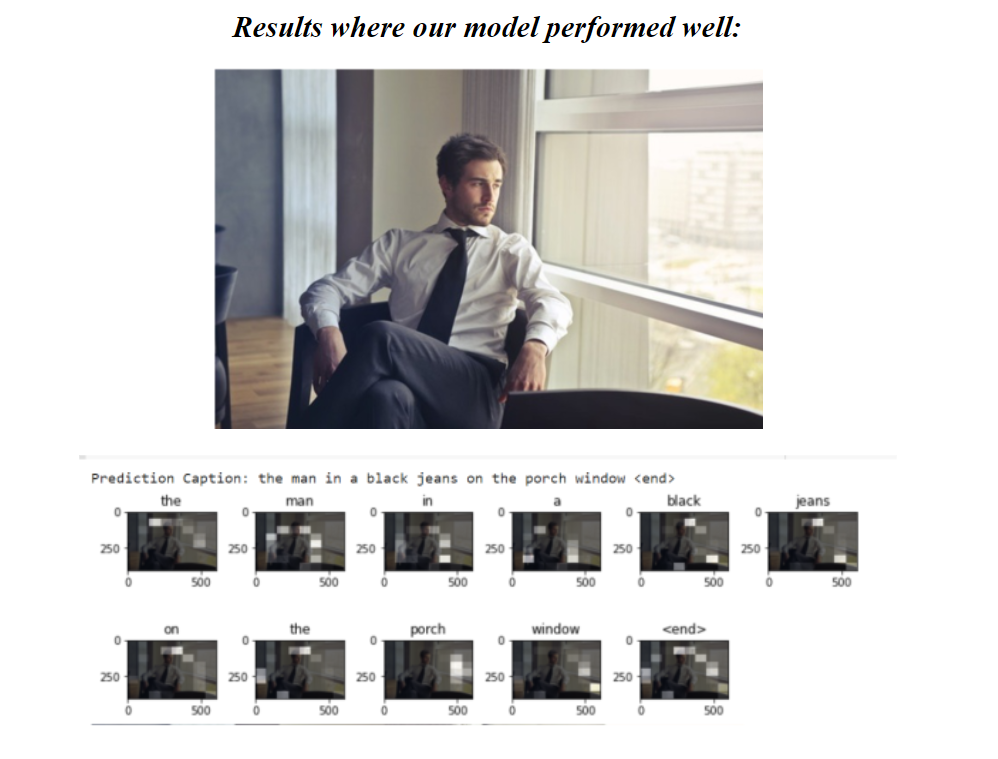 Results where our model performed well:
Prediction Caption: the man in a black jeans on the porch window <end>
the man in a black jeans
0 0 0 0 0 0
250 250 250 250 250 250
0 500 0 500 0 500 0 500 0 500 0 500
on the porch window <end>
0 0 0 0 0
250 250 250 250 250
0 500 0 500 0 500 0 500 0 500